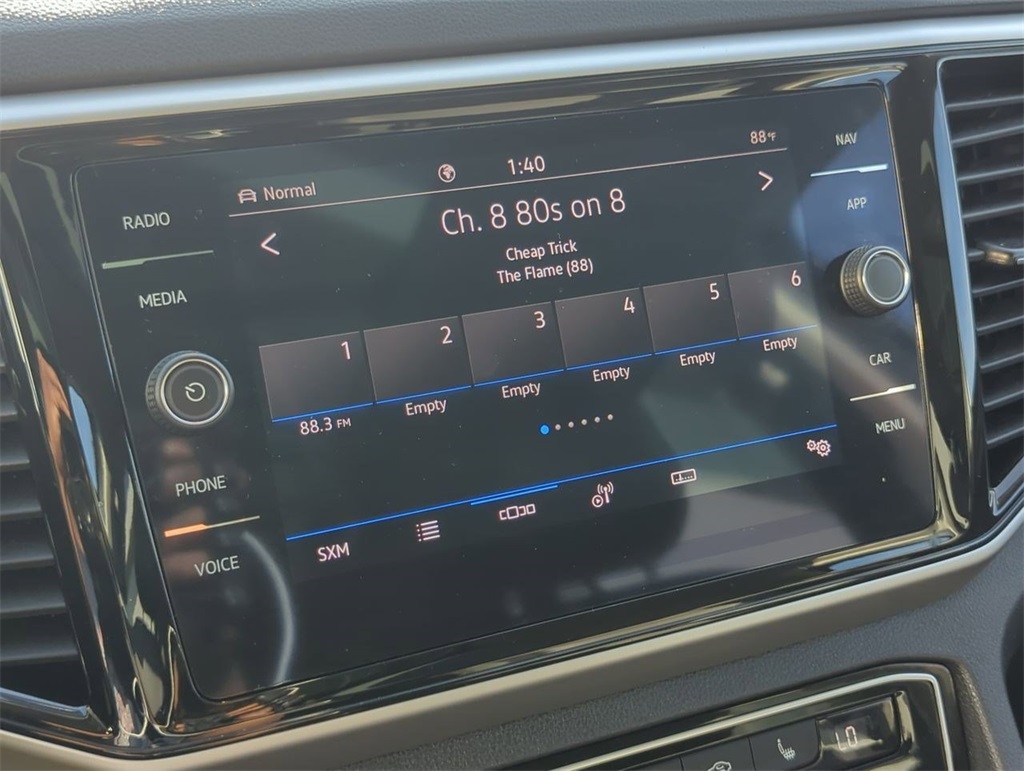 Normal
1:40
88°F
Ch. 8 80s on 8
Cheap Trick
The Flame (88)
1 2 3 4 5 6
88.3 FM Empty Empty Empty Empty Empty
SXM
RADIO
MEDIA
PHONE
VOICE
NAV
APP
CAR
MENU
LO